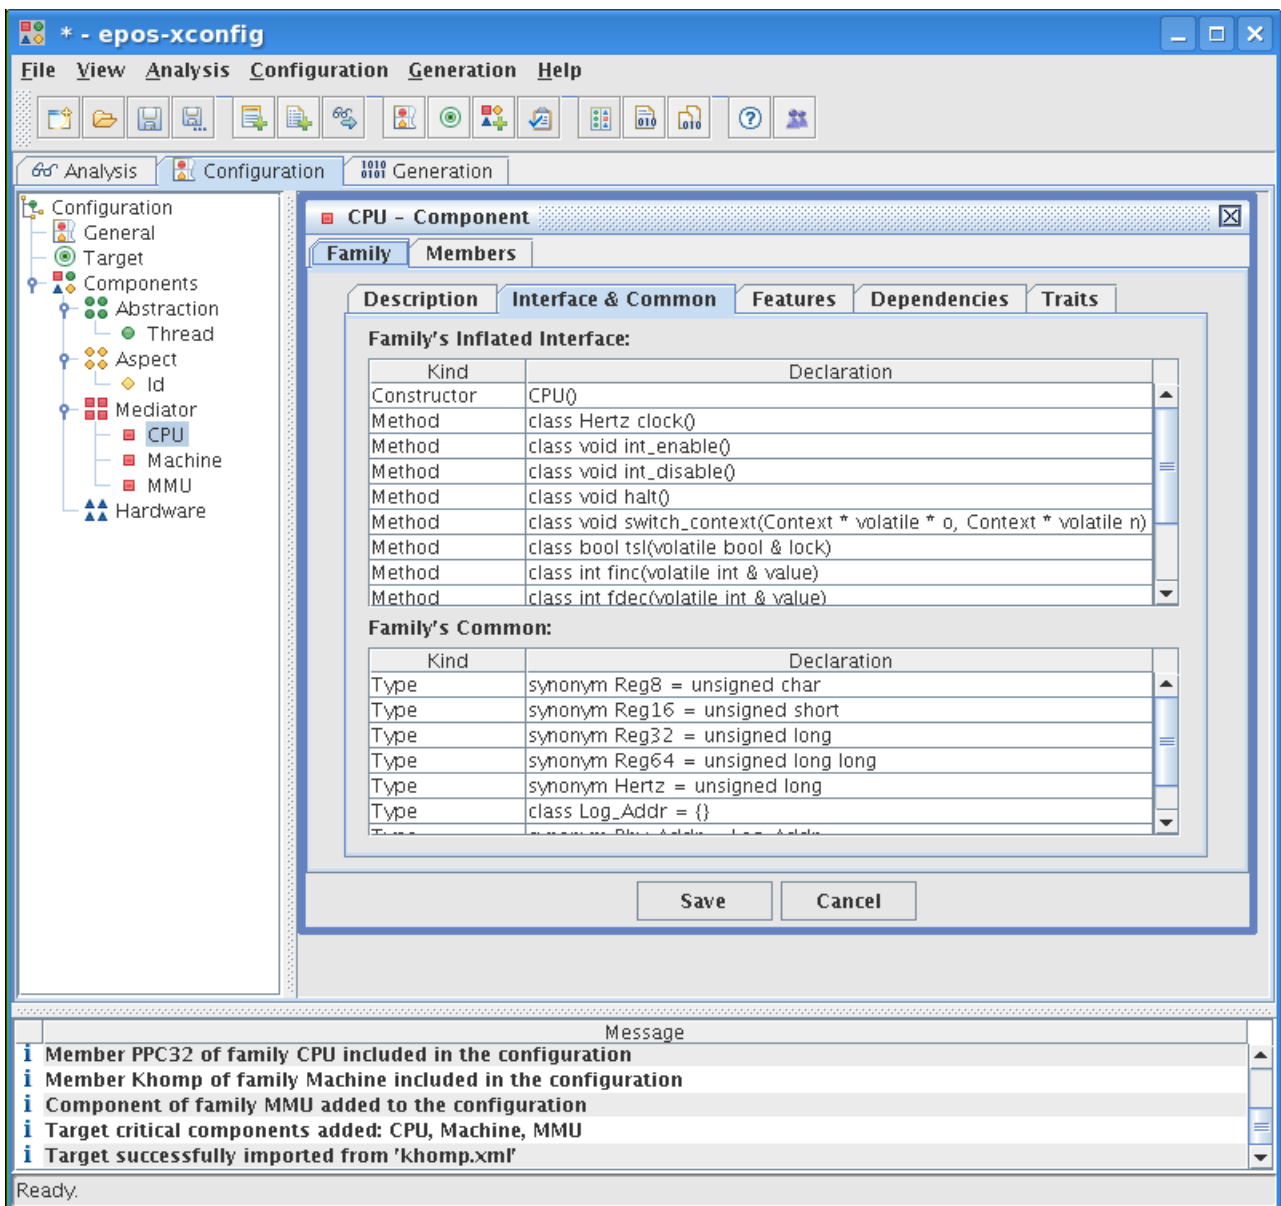 * - epos-xconfig
File View Analysis Configuration Generation Help
Analysis Configuration Generation
Configuration
General
Target
Components
Abstraction
Thread
Aspect
Id
Mediator
CPU
Machine
MMU
Hardware
CPU - Component
Family Members
Description Interface & Common Features Dependencies Traits
Family's Inflated Interface:
Kind Declaration
Constructor CPU()
Method class Hertz clock()
Method class void int_enable()
Method class void int_disable()
Method class void halt()
Method class void switch_context(Context * volatile * o, Context * volatile n)
Method class bool tsl(volatile bool & lock)
Method class int finc(volatile int & value)
Method class int fdec(volatile int & value)
Family's Common:
Kind Declaration
Type synonym Reg8 = unsigned char
Type synonym Reg16 = unsigned short
Type synonym Reg32 = unsigned long
Type synonym Reg64 = unsigned long long
Type synonym Hertz = unsigned long
Type class Log_Addr = {}
Save Cancel
Message
i Member PPC32 of family CPU included in the configuration
i Member Khomp of family Machine included in the configuration
i Component of family MMU added to the configuration
i Target critical components added: CPU, Machine, MMU
i Target successfully imported from 'khomp.xml'
Ready.